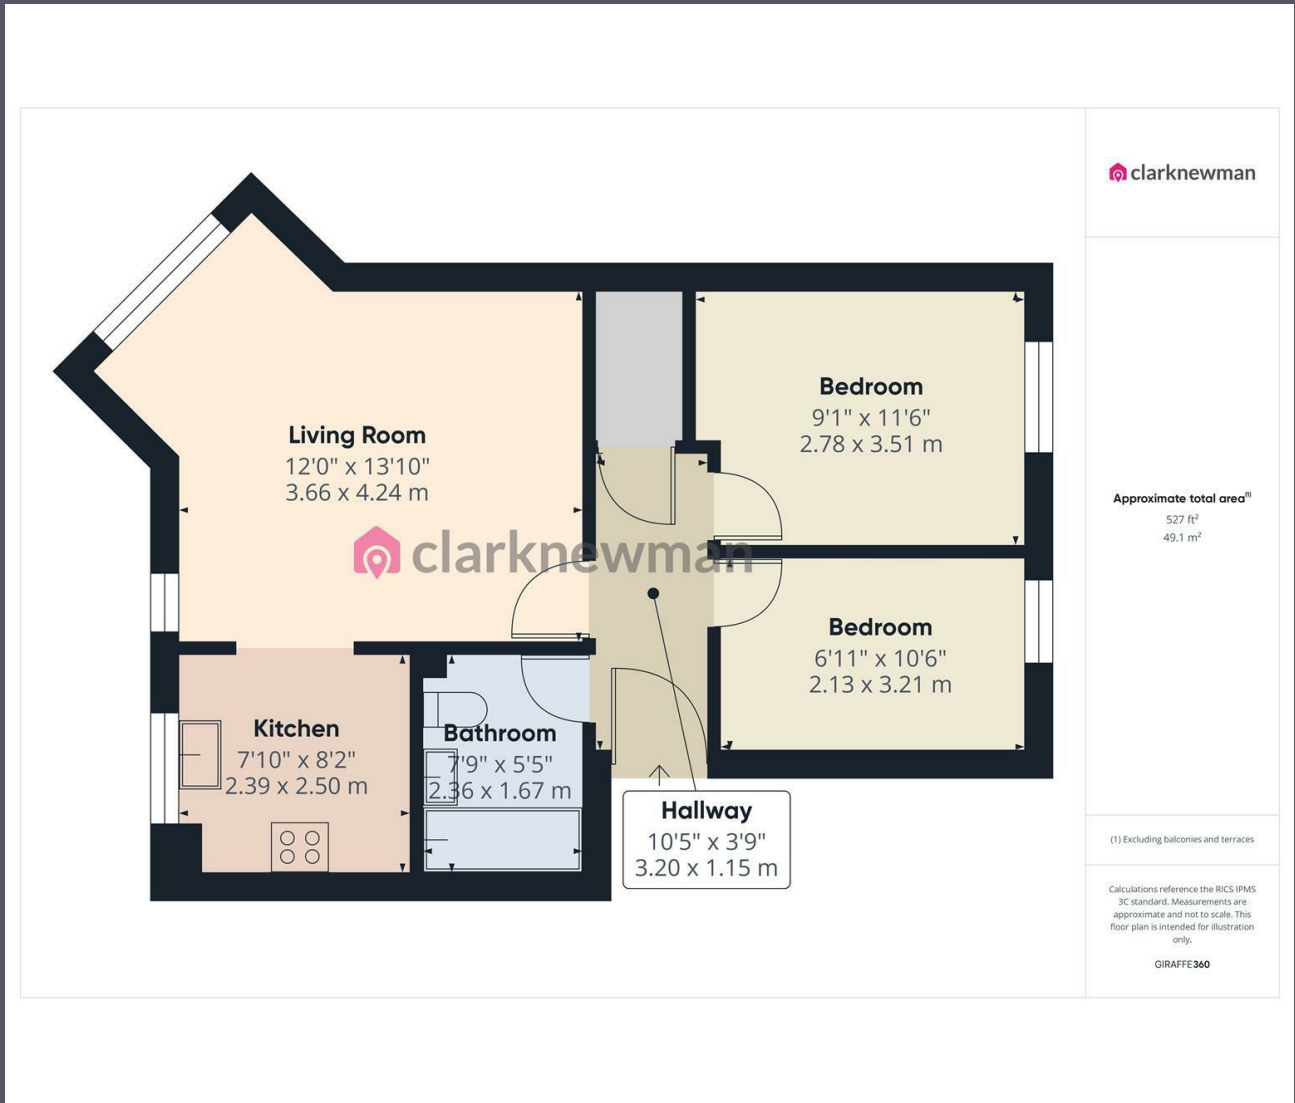 clarknewman
Living Room
12'0" x 13'10"
3.66 x 4.24 m
Bedroom
9'1" x 11'6"
2.78 x 3.51 m
clarknewman
Bedroom
6'11" x 10'6"
2.13 x 3.21 m
Kitchen
7'10" x 8'2"
2.39 x 2.50 m
Bathroom
7'9" x 5'5"
2.36 x 1.67 m
Hallway
10'5" x 3'9"
3.20 x 1.15 m
Approximate total area⁽¹⁾
527 ft²
49.1 m²
(1) Excluding balconies and terraces
Calculations reference the RICS IPMS
3C standard. Measurements are
approximate and not to scale. This
floor plan is intended for illustration
only.
GIRAFFE360